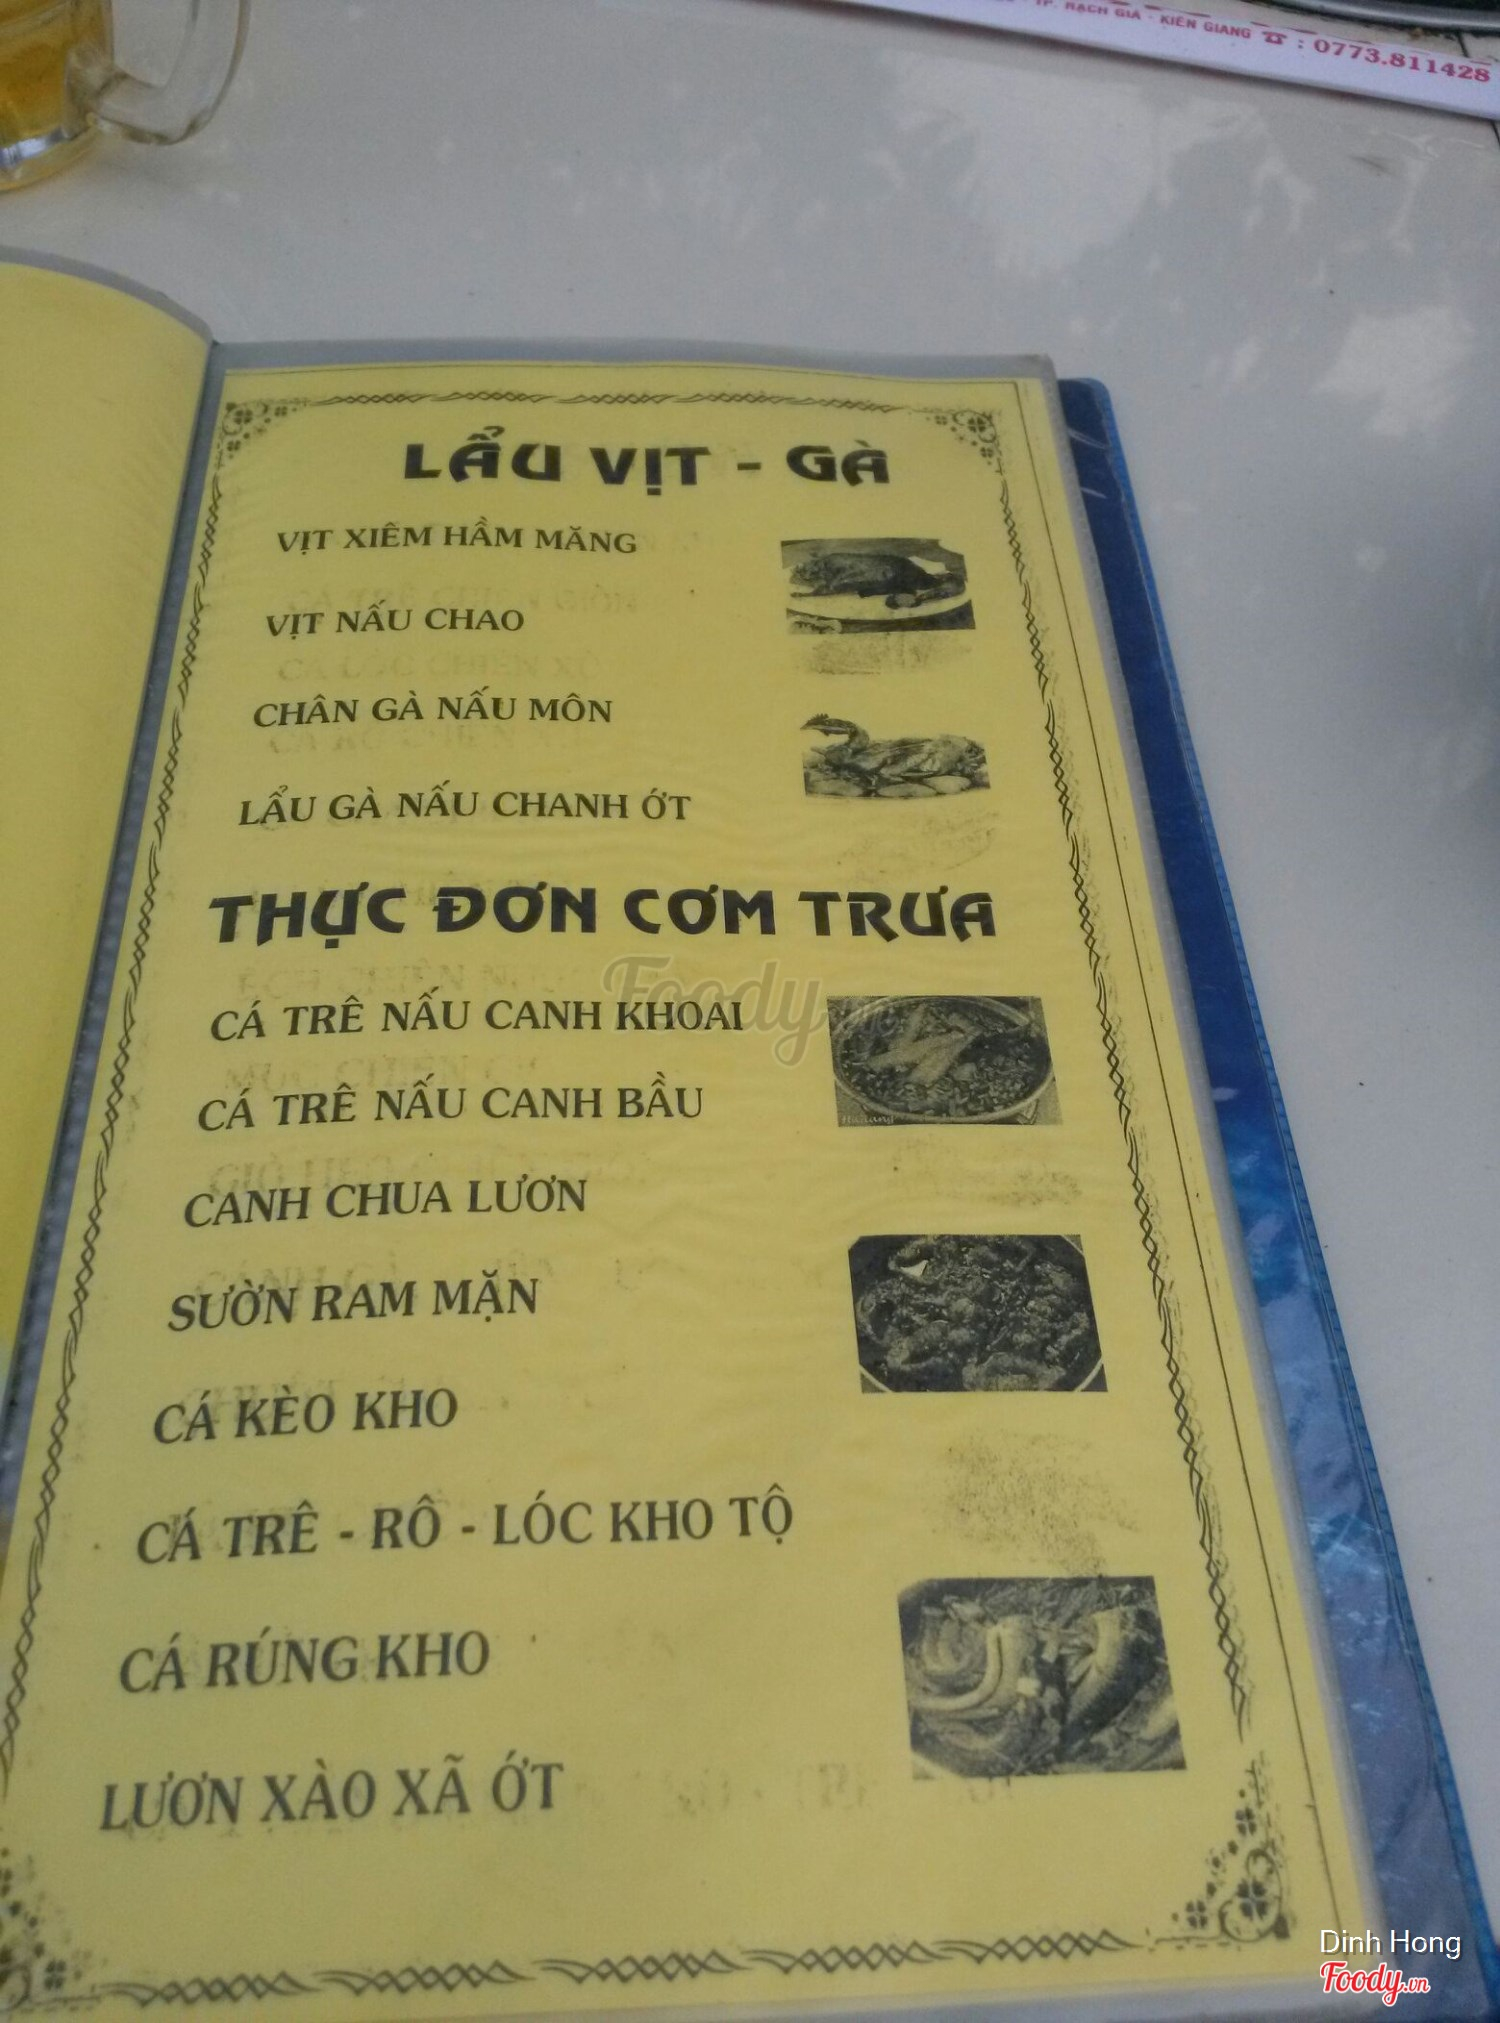 TP. RẠCH GIÁ - KIÊN GIANG ☎ : 0773.811428
LẨU VỊT - GÀ
VỊT XIÊM HẦM MĂNG
VỊT NẤU CHAO
CHÂN GÀ NẤU MÔN
LẨU GÀ NẤU CHANH ỚT
THỰC ĐƠN CƠM TRƯA
CÁ TRÊ NẤU CANH KHOAI
CÁ TRÊ NẤU CANH BẦU
CANH CHUA LƯƠN
SƯỜN RAM MẶN
CÁ KÈO KHO
CÁ TRÊ - RÔ - LÓC KHO TỘ
CÁ RÚNG KHO
LƯƠN XÀO XÃ ỚT
Foody.vn
Dinh Hong
Foody.vn